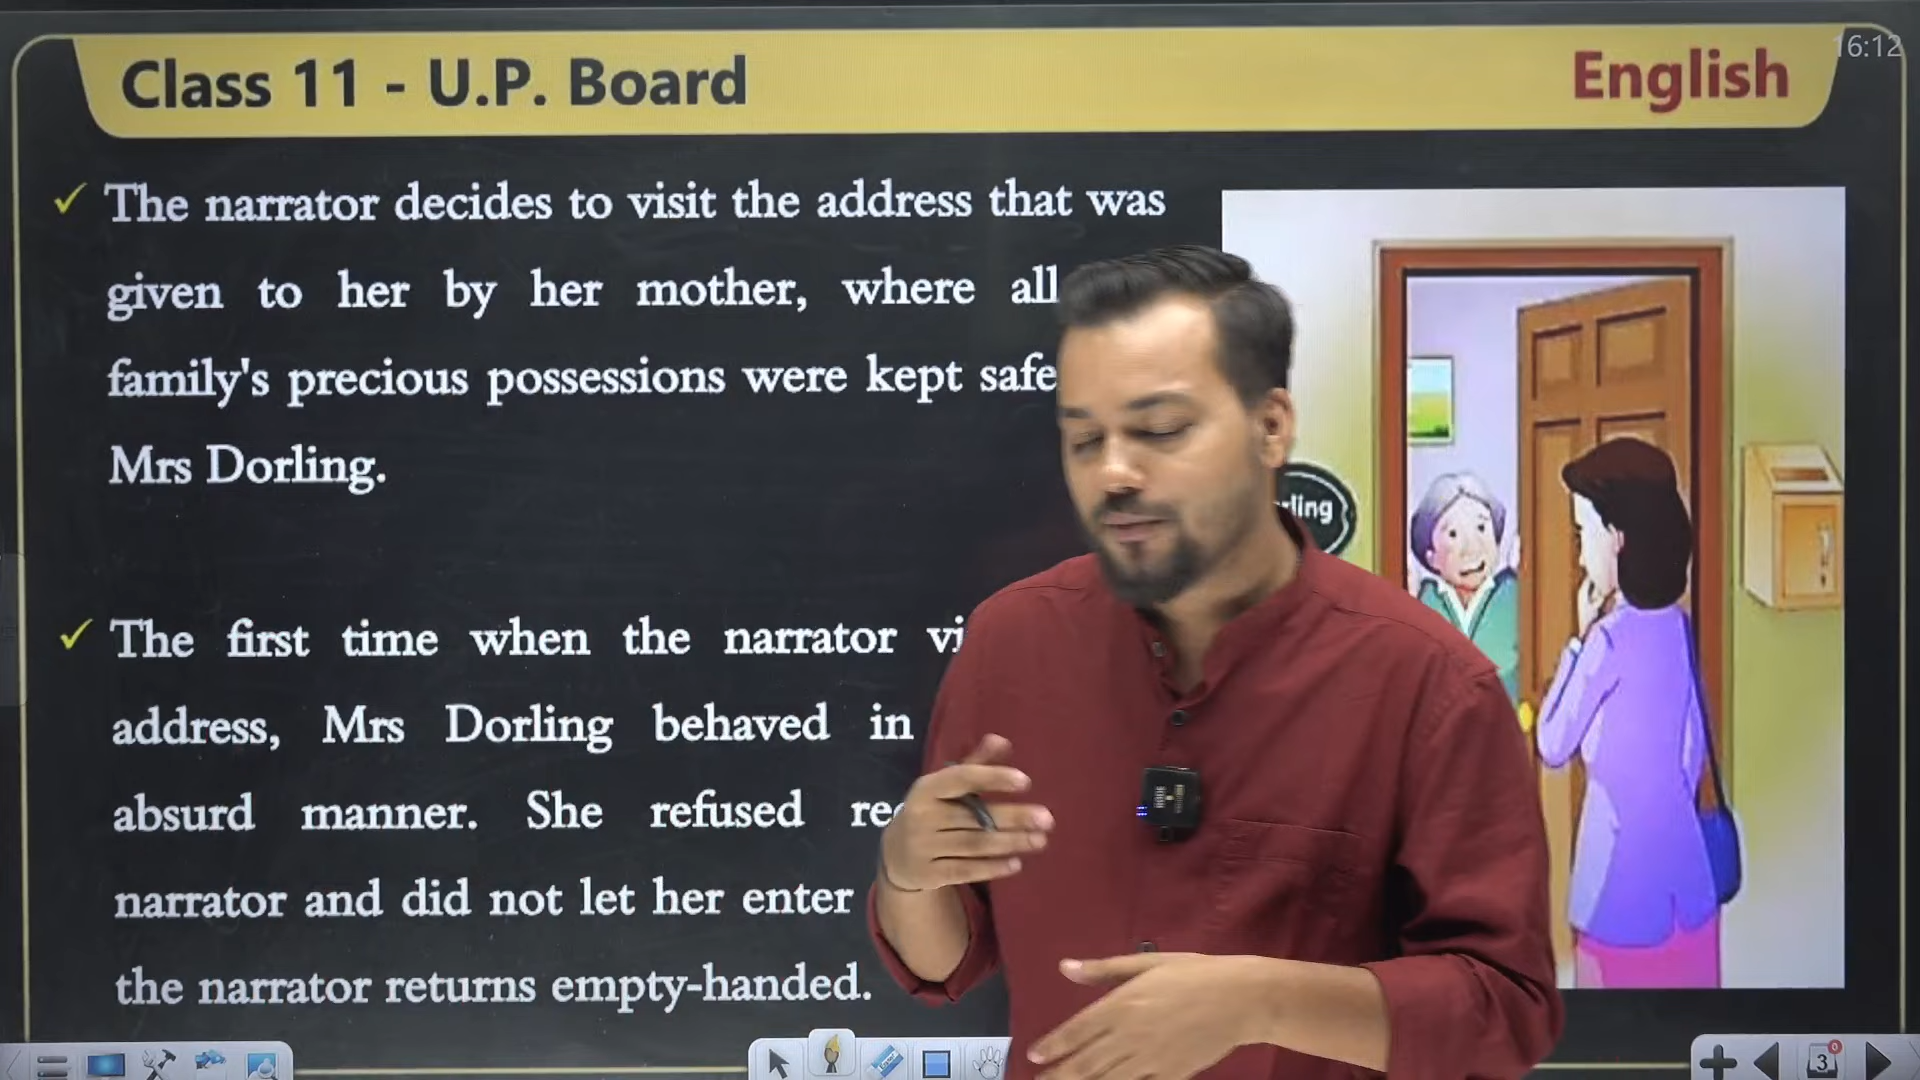 Class 11 - U.P. Board
English
16:12
The narrator decides to visit the address that was
given to her by her mother, where all
family's precious possessions were kept safe
Mrs Dorling.
The first time when the narrator
address, Mrs Dorling behaved in
absurd manner. She refused
narrator and did not let her enter
the narrator returns empty-handed.
3